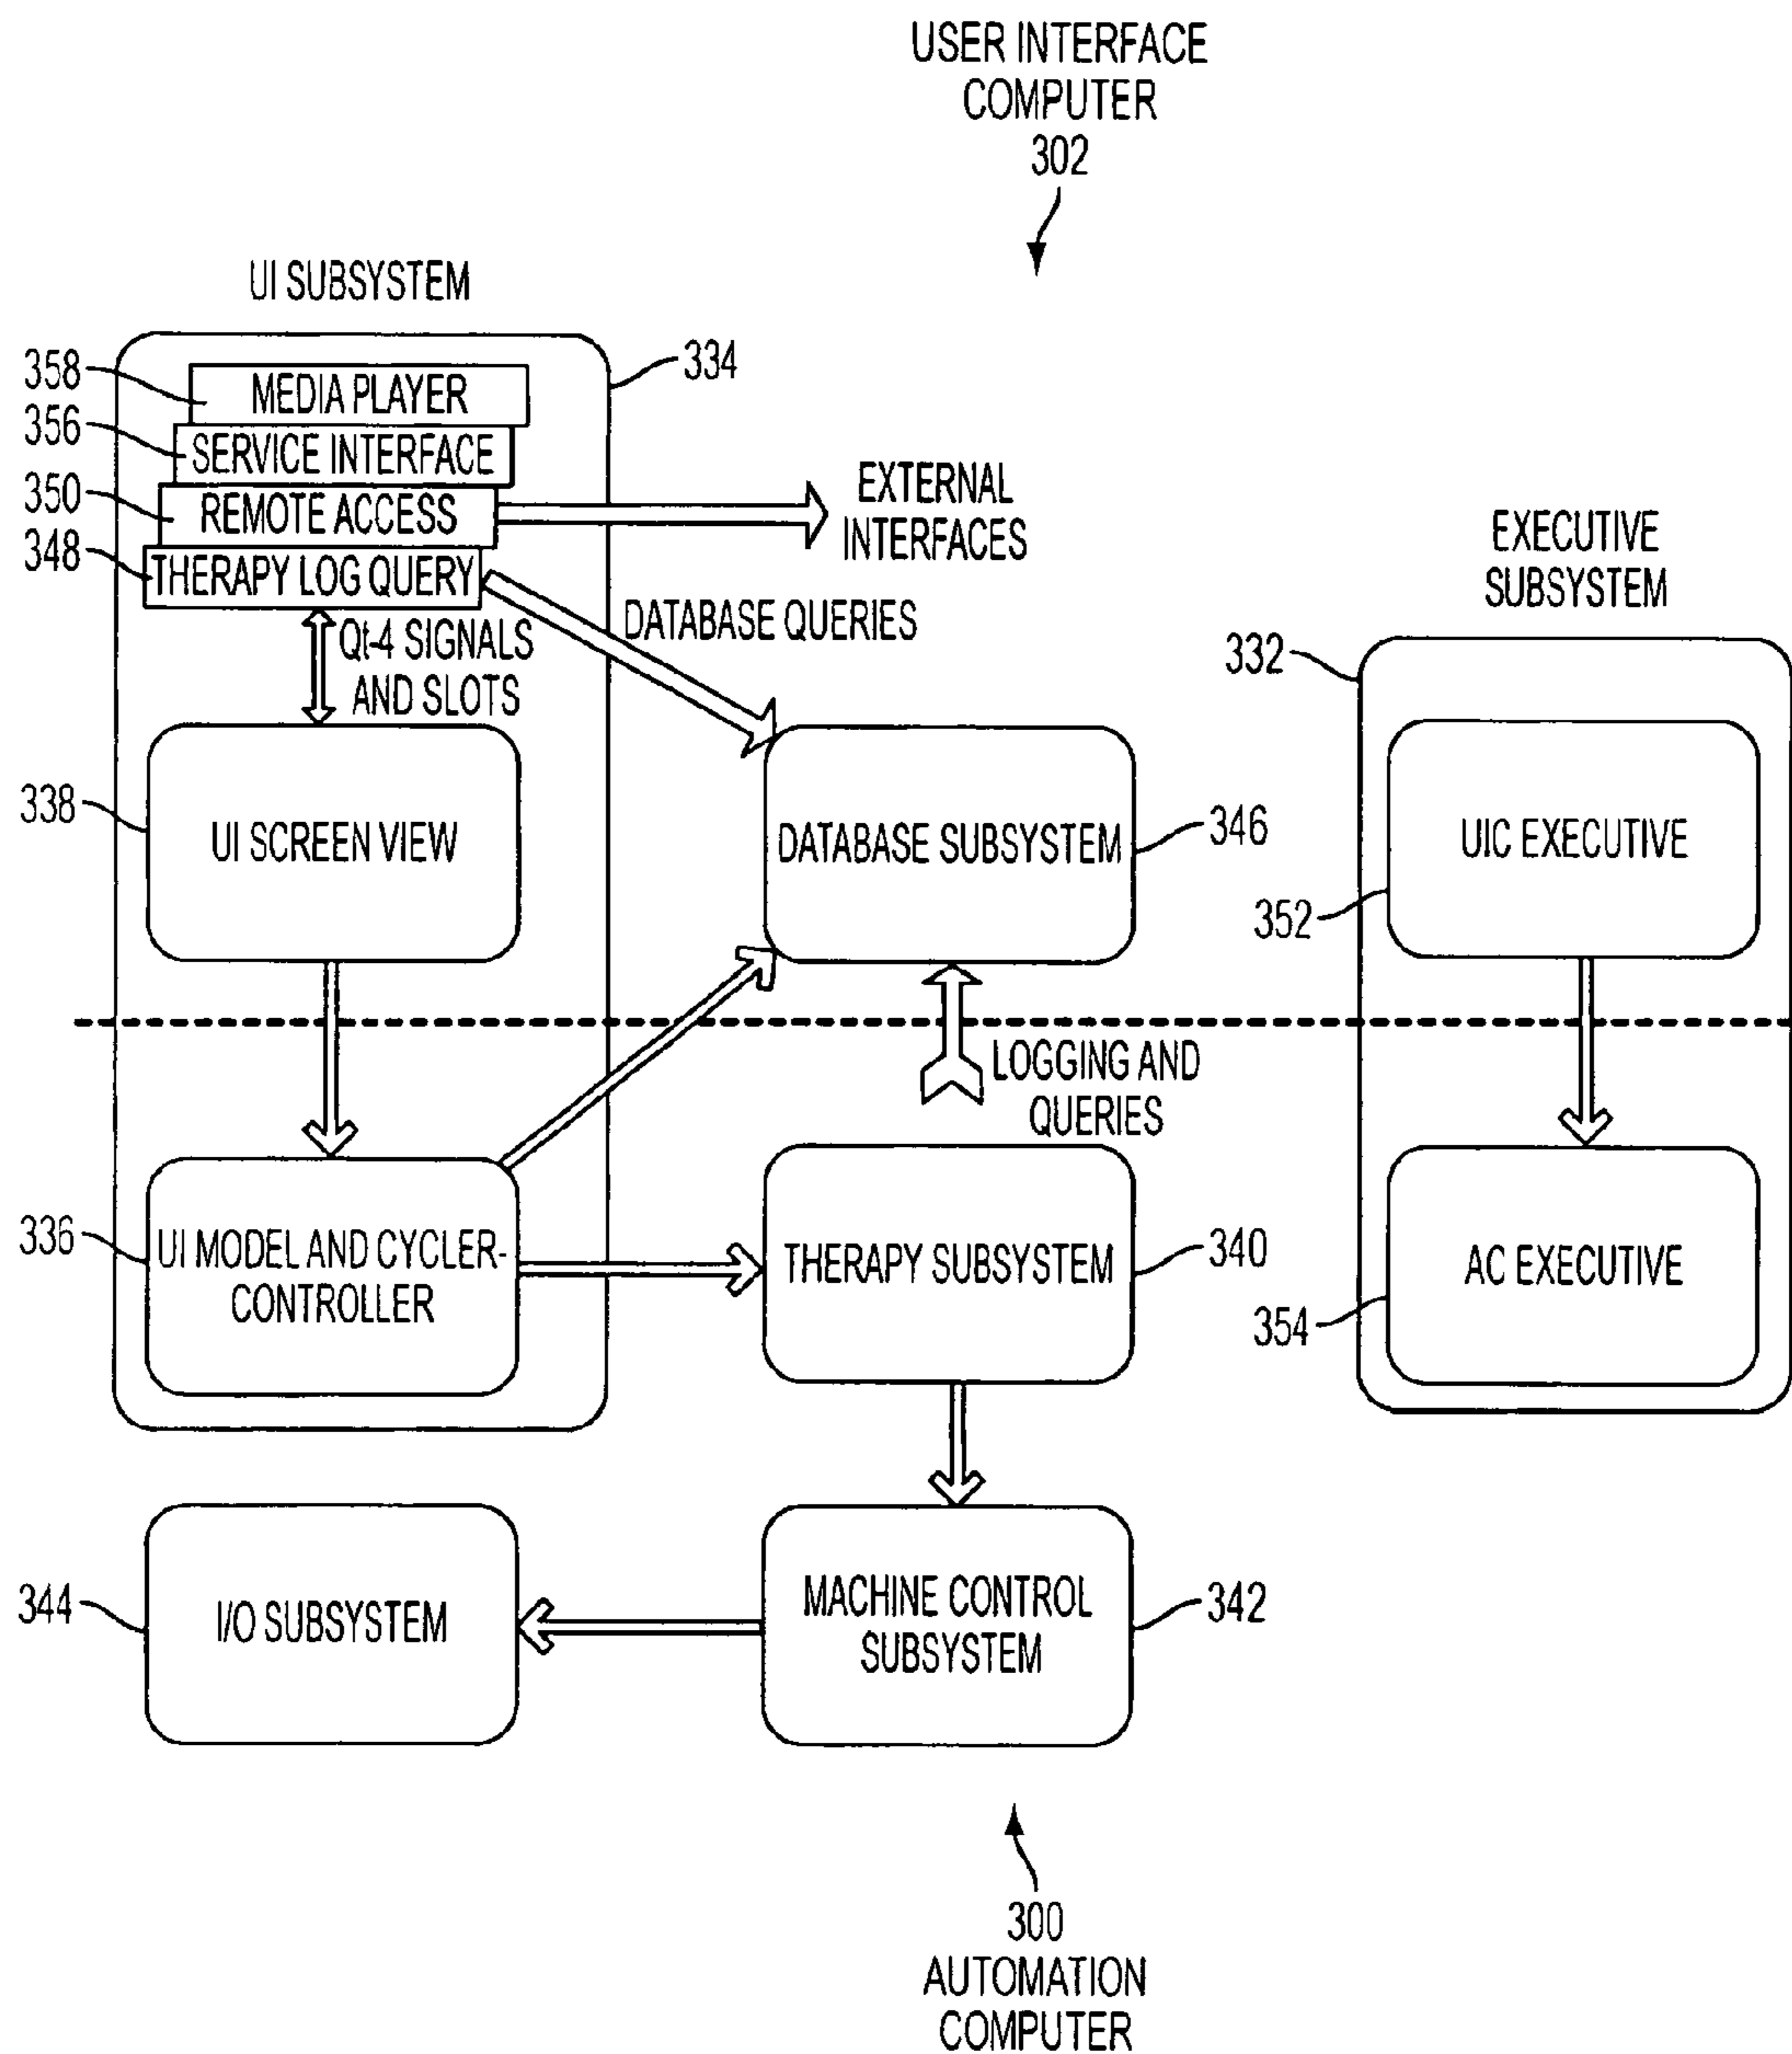 USER INTERFACE
COMPUTER
302
UI SUBSYSTEM
334
358
MEDIA PLAYER
356
SERVICE INTERFACE
350
REMOTE ACCESS
348
THERAPY LOG QUERY
EXTERNAL
INTERFACES
DATABASE QUERIES
Qt-4 SIGNALS
AND SLOTS
EXECUTIVE
SUBSYSTEM
332
338
UI SCREEN VIEW
DATABASE SUBSYSTEM
346
UIC EXECUTIVE
352
LOGGING AND
QUERIES
336
UI MODEL AND CYCLER-
CONTROLLER
THERAPY SUBSYSTEM
340
AC EXECUTIVE
354
344
I/O SUBSYSTEM
MACHINE CONTROL
SUBSYSTEM
342
300
AUTOMATION
COMPUTER